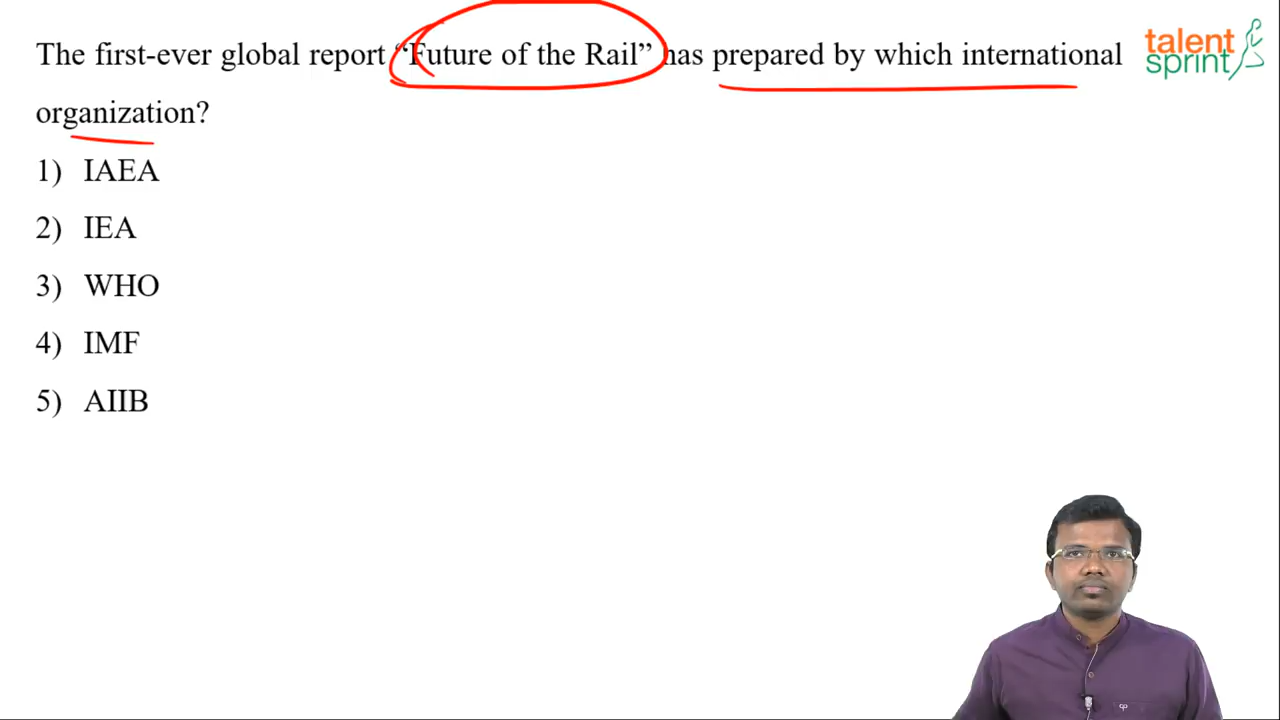 The first-ever global report “Future of the Rail” has prepared by which international
organization?
1) IAEA
2) IEA
3) WHO
4) IMF
5) AIIB
talent
sprint